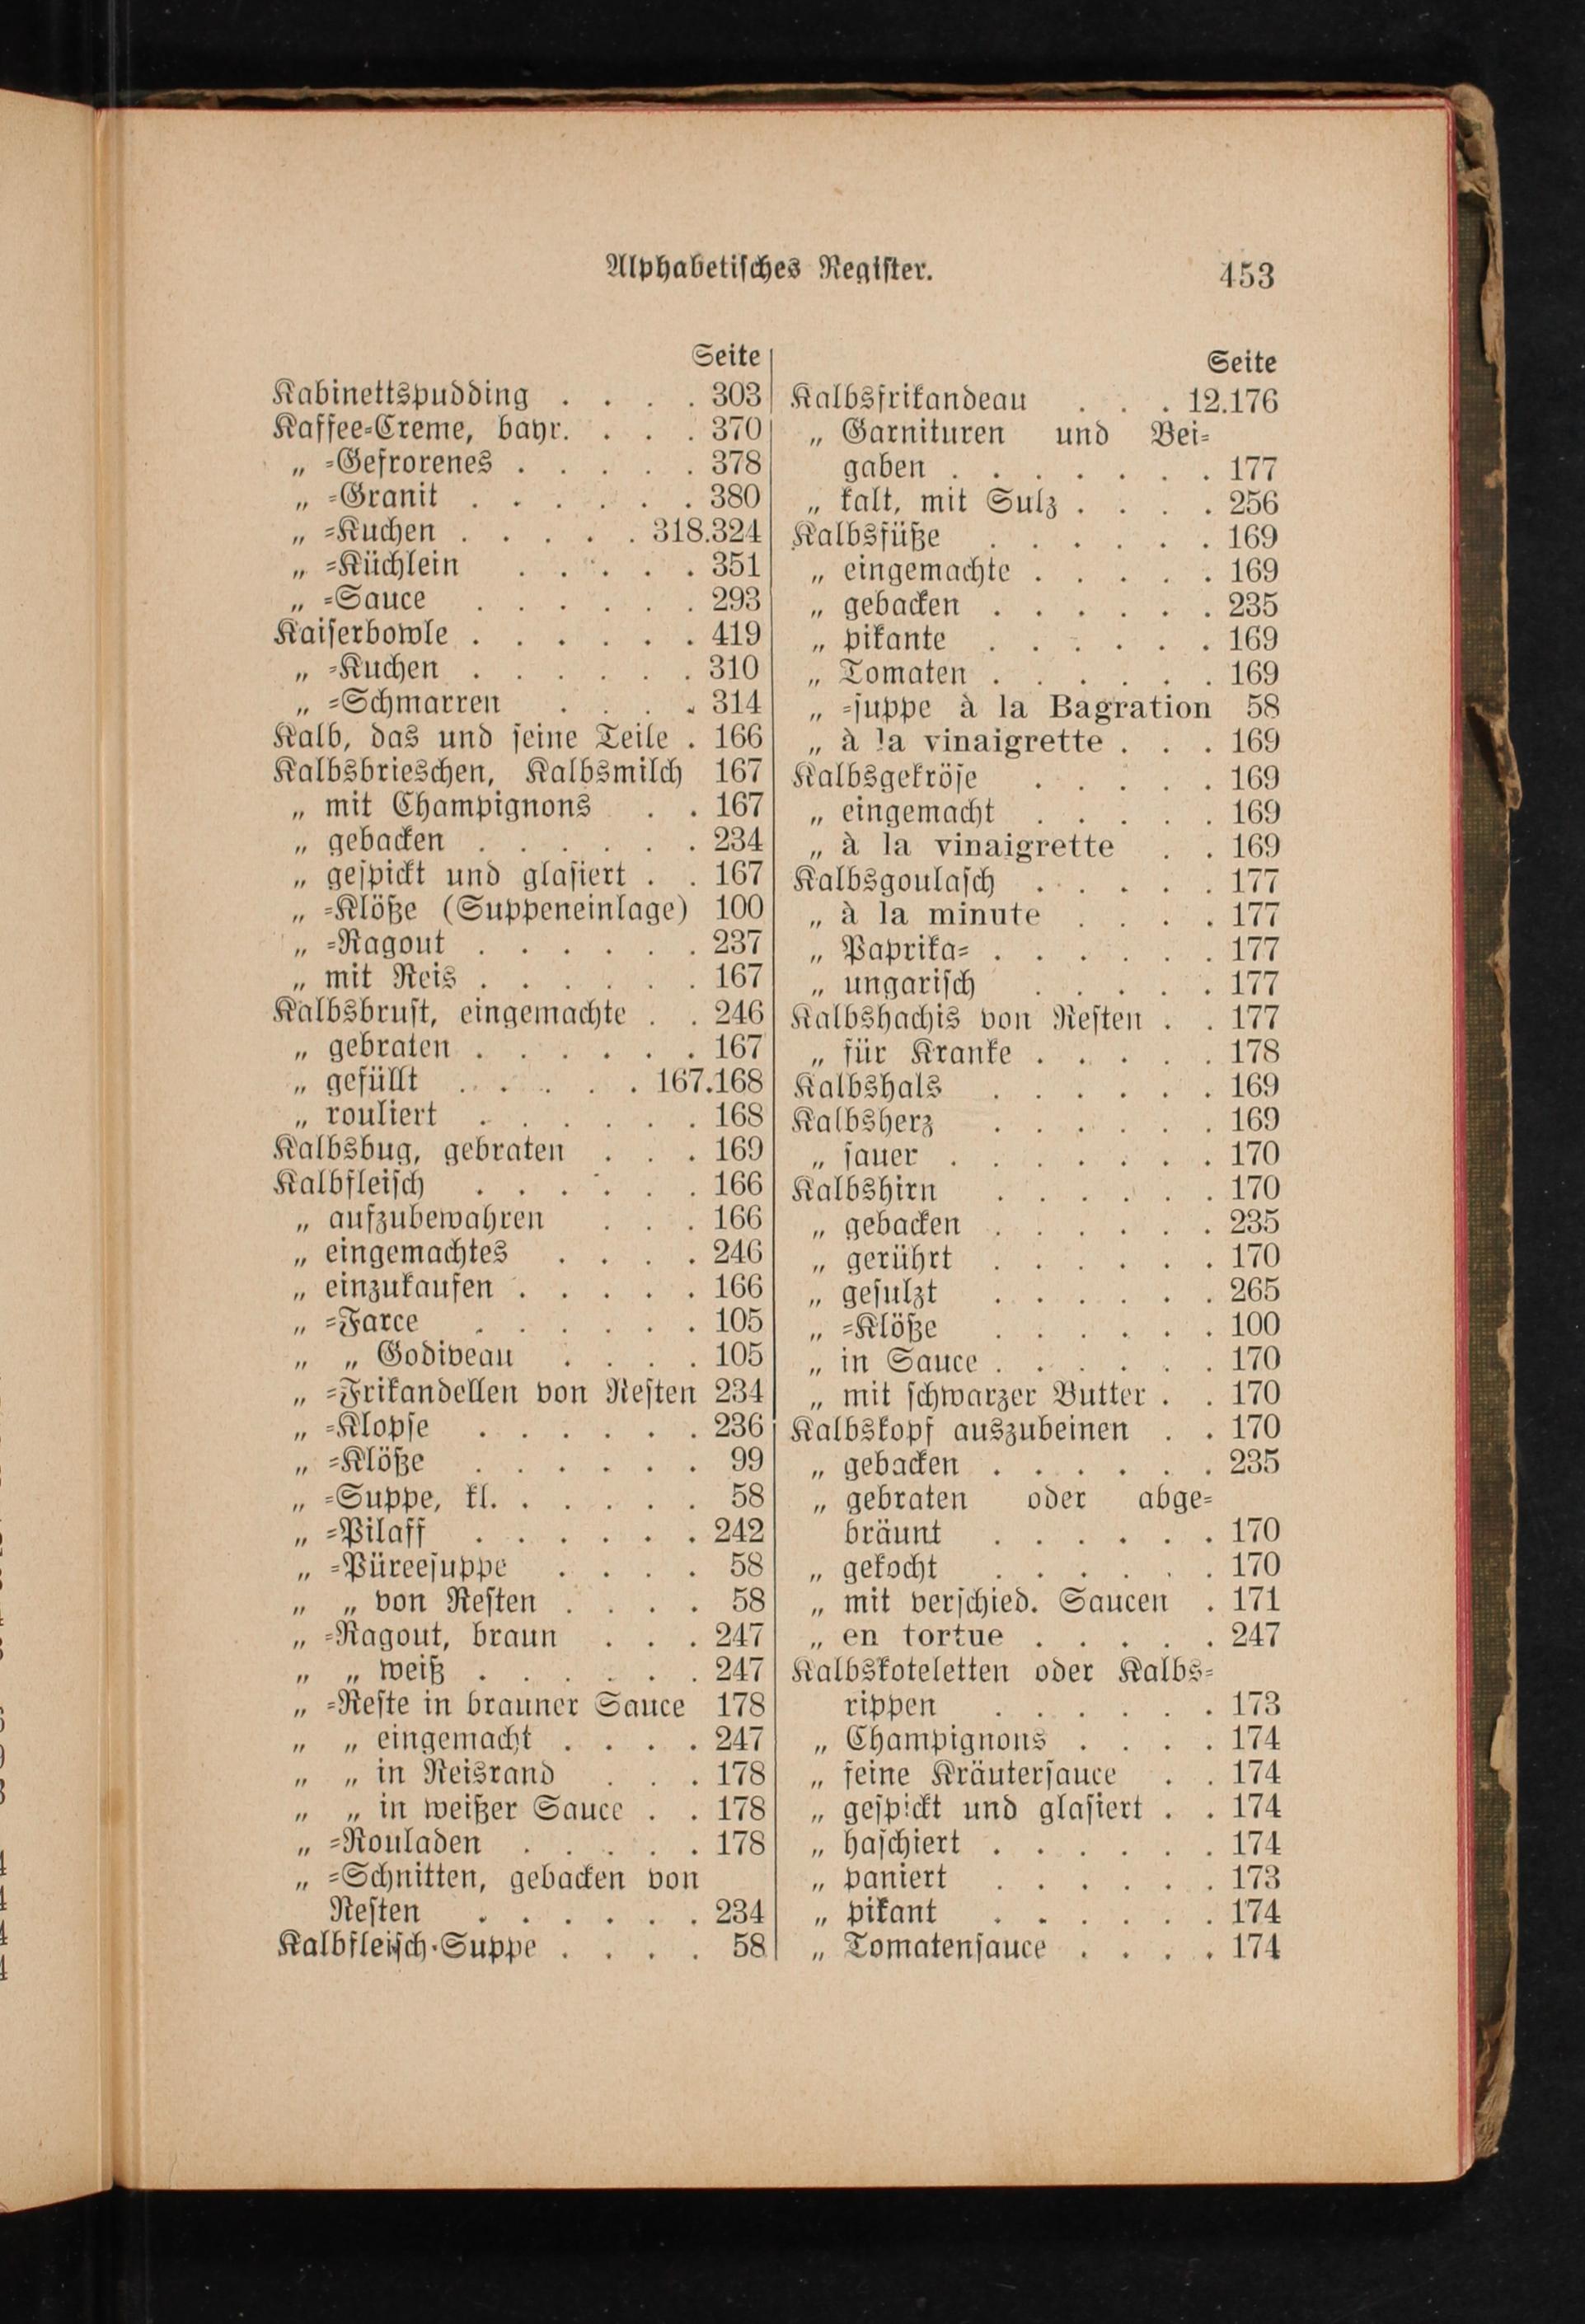 Alphabetisches Register. 453
Seite
Kabinettspudding . . . . 303
Kaffee-Creme, bayr. . . . 370
„ -Gefrorenes . . . . . 378
„ -Granit . . . . . . 380
„ -Kuchen . . . . . 318.324
„ -Küchlein . . . . . 351
„ -Sauce . . . . . . 293
Kaiserbowle . . . . . . 419
„ -Kuchen . . . . . . 310
„ -Schmarren . . . . 314
Kalb, das und seine Teile . 166
Kalbsbrieschen, Kalbsmilch 167
„ mit Champignons . . 167
„ gebacken . . . . . . 234
„ gespickt und glasiert . . 167
„ -Klöße (Suppeneinlage) 100
„ -Ragout . . . . . . 237
„ mit Reis . . . . . . 167
Kalbsbrust, eingemachte . . 246
„ gebraten . . . . . . 167
„ gefüllt . . . . . 167.168
„ rouliert . . . . . . 168
Kalbsbug, gebraten . . . 169
Kalbfleisch . . . . . . 166
„ aufzubewahren . . . 166
„ eingemachtes . . . . 246
„ einzukaufen . . . . . 166
„ -Farce . . . . . . 105
„ „ Godiveau . . . . 105
„ -Frikandellen von Resten 234
„ -Klopse . . . . . . 236
„ -Klöße . . . . . . 99
„ -Suppe, kl. . . . . . 58
„ -Pilaff . . . . . . 242
„ -Püreesuppe . . . . 58
„ „ von Resten . . . . 58
„ -Ragout, braun . . . 247
„ „ weiß . . . . . . 247
„ -Reste in brauner Sauce 178
„ „ eingemacht . . . . 247
„ „ in Reisrand . . . 178
„ „ in weißer Sauce . . 178
„ -Rouladen . . . . . 178
„ -Schnitten, gebacken von
Resten . . . . . . 234
Kalbfleisch-Suppe . . . . 58
Seite
Kalbsfrikandeau . . . 12.176
„ Garnituren und Bei-
gaben . . . . . . . 177
„ kalt, mit Sulz . . . . 256
Kalbsfüße . . . . . . 169
„ eingemachte . . . . . 169
„ gebacken . . . . . . 235
„ pikante . . . . . . 169
„ Tomaten . . . . . . 169
„ -suppe à la Bagration 58
„ à la vinaigrette . . . 169
Kalbsgekröse . . . . . 169
„ eingemacht . . . . . 169
„ à la vinaigrette . . 169
Kalbsgoulasch . . . . . 177
„ à la minute . . . . 177
„ Paprika- . . . . . . 177
„ ungarisch . . . . . 177
Kalbshachis von Resten . . 177
„ für Kranke . . . . . 178
Kalbshals . . . . . . 169
Kalbsherz . . . . . . 169
„ sauer . . . . . . . 170
Kalbshirn . . . . . . 170
„ gebacken . . . . . . 235
„ gerührt . . . . . . 170
„ gesulzt . . . . . . 265
„ -Klöße . . . . . . 100
„ in Sauce . . . . . . 170
„ mit schwarzer Butter . . 170
Kalbskopf auszubeinen . . 170
„ gebacken . . . . . . 235
„ gebraten oder abge-
bräunt . . . . . . 170
„ gekocht . . . . . . 170
„ mit verschied. Saucen . 171
„ en tortue . . . . . 247
Kalbskoteletten oder Kalbs-
rippen . . . . . . 173
„ Champignons . . . . 174
„ feine Kräutersauce . . 174
„ gespickt und glasiert . . 174
„ haschiert . . . . . . 174
„ paniert . . . . . . 173
„ pikant . . . . . . 174
„ Tomatensauce . . . . 174